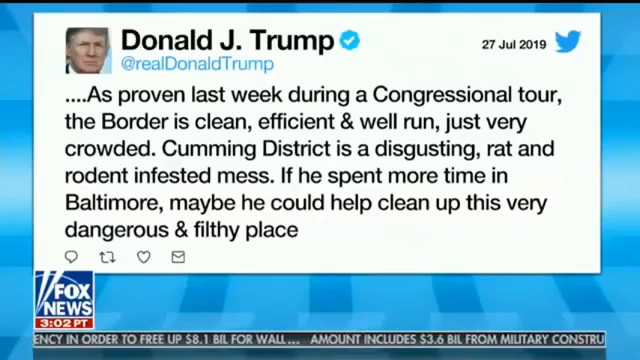 Donald J. Trump
27 Jul 2019
@realDonaldTrump
....As proven last week during a Congressional tour,
the Border is clean, efficient & well run, just very
crowded. Cumming District is a disgusting, rat and
rodent infested mess. If he spent more time in
Baltimore, maybe he could help clean up this very
dangerous & filthy place
FOX
NEWS
3:02 PT
ENCY IN ORDER TO FREE UP $8.1 BIL FOR WALL... AMOUNT INCLUDES $3.6 BIL FROM MILITARY CONSTRU